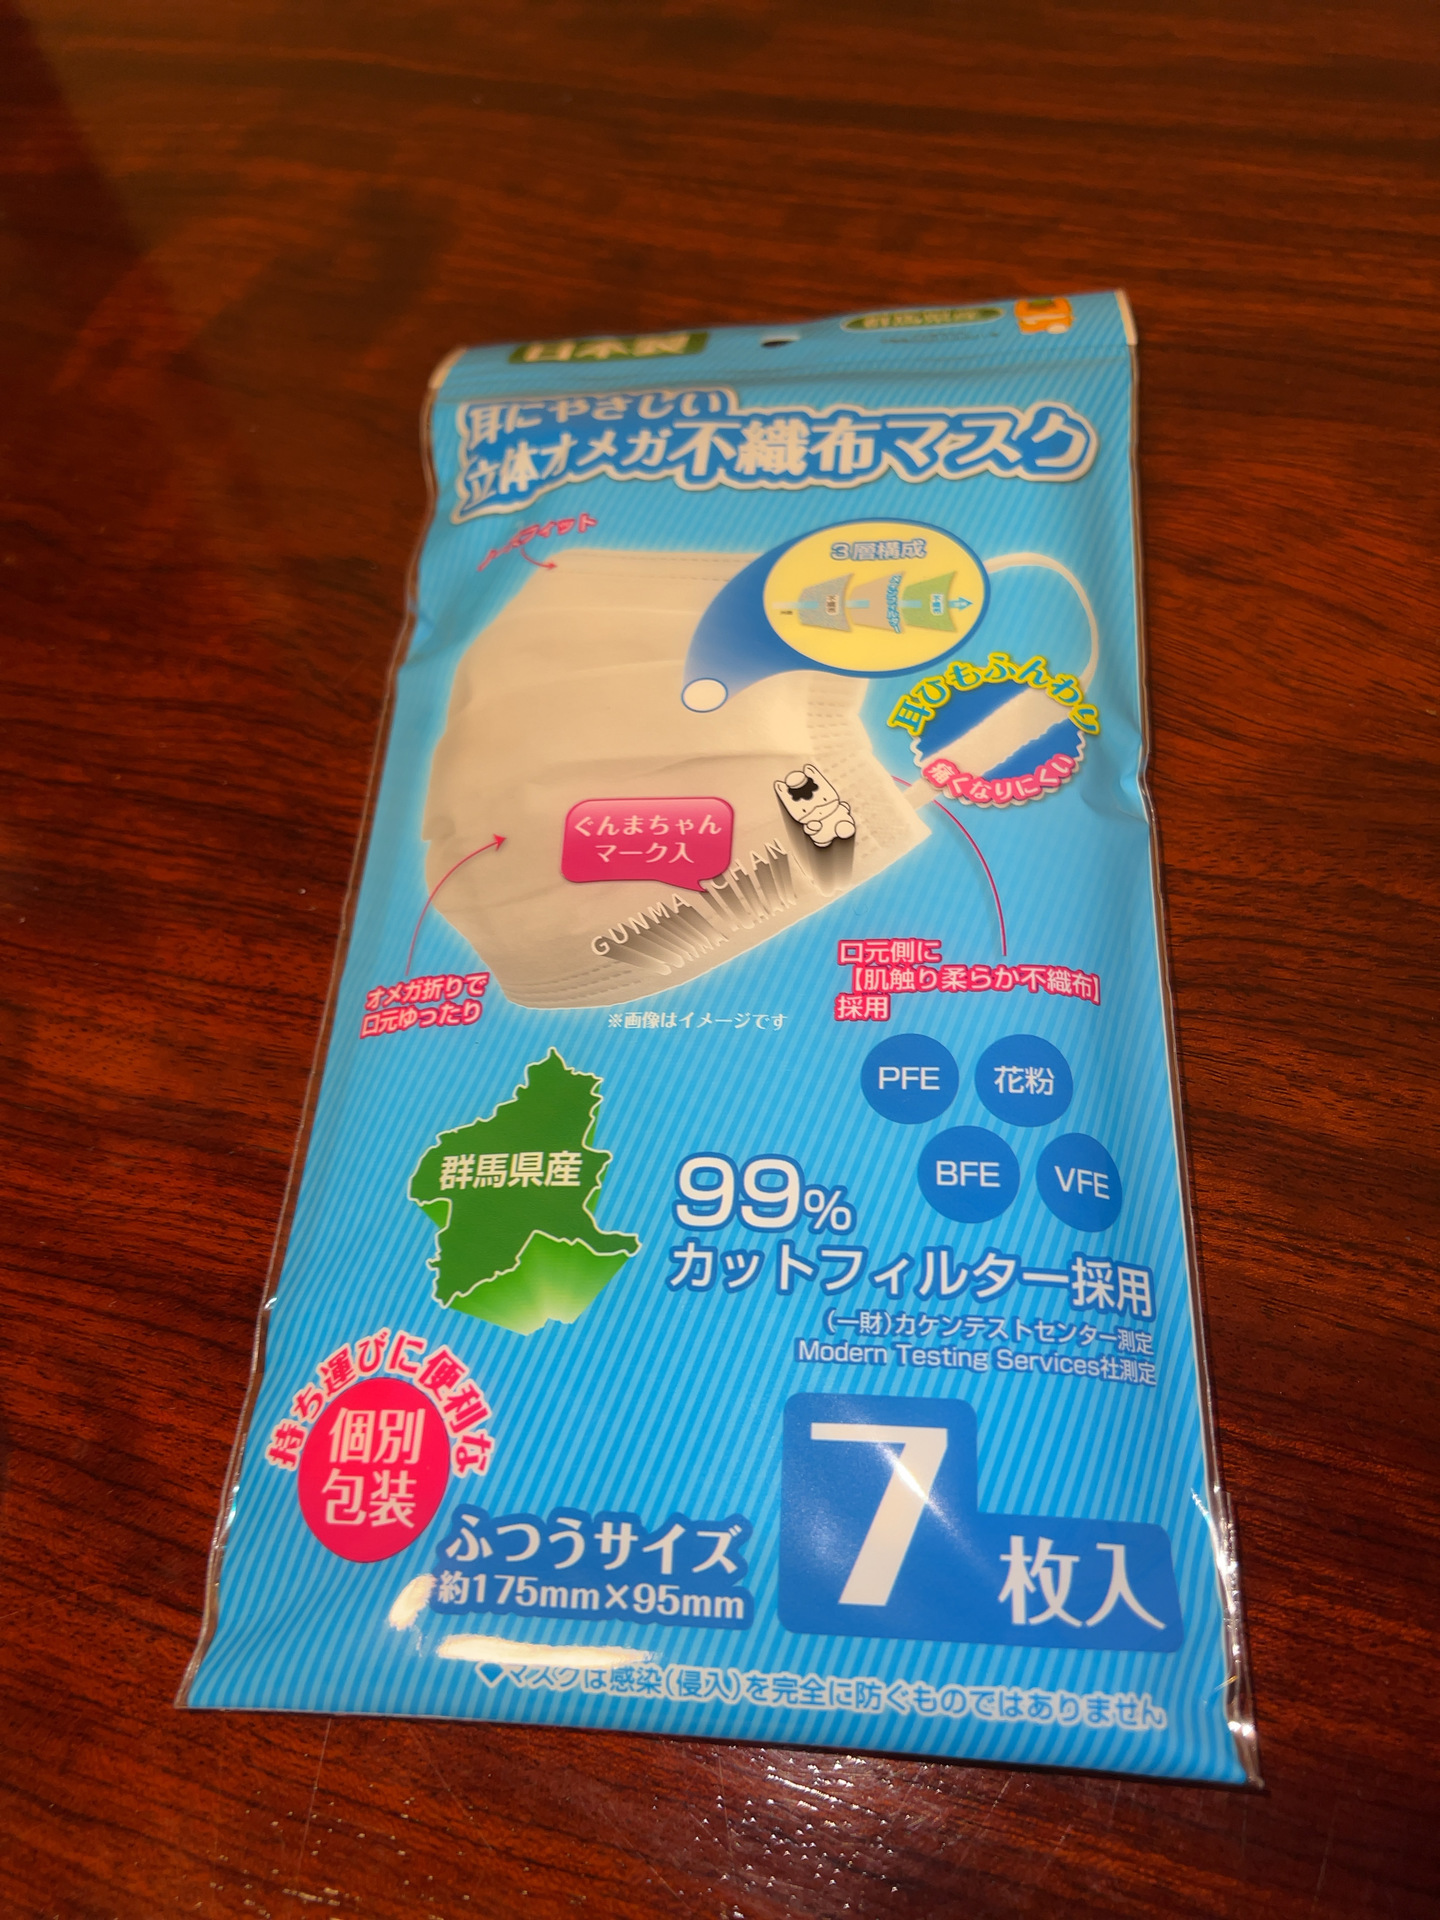 日本製
耳にやさしい
立体オメガ不織布マスク
3層構成
耳ひもふんわり
痛くなりにくい
ぐんまちゃん
マーク入
GUNMA-CHAN
オメガ折りで
口元ゆったり
口元側に
【肌触り柔らか不織布】
採用
※画像はイメージです
群馬県産
PFE
花粉
BFE
VFE
99%
カットフィルター採用
(一財)カケンテストセンター測定
Modern Testing Services社測定
持ち運びに便利な
個別
包装
ふつうサイズ
約175mm×95mm
7枚入
◆マスクは感染(侵入)を完全に防ぐものではありません